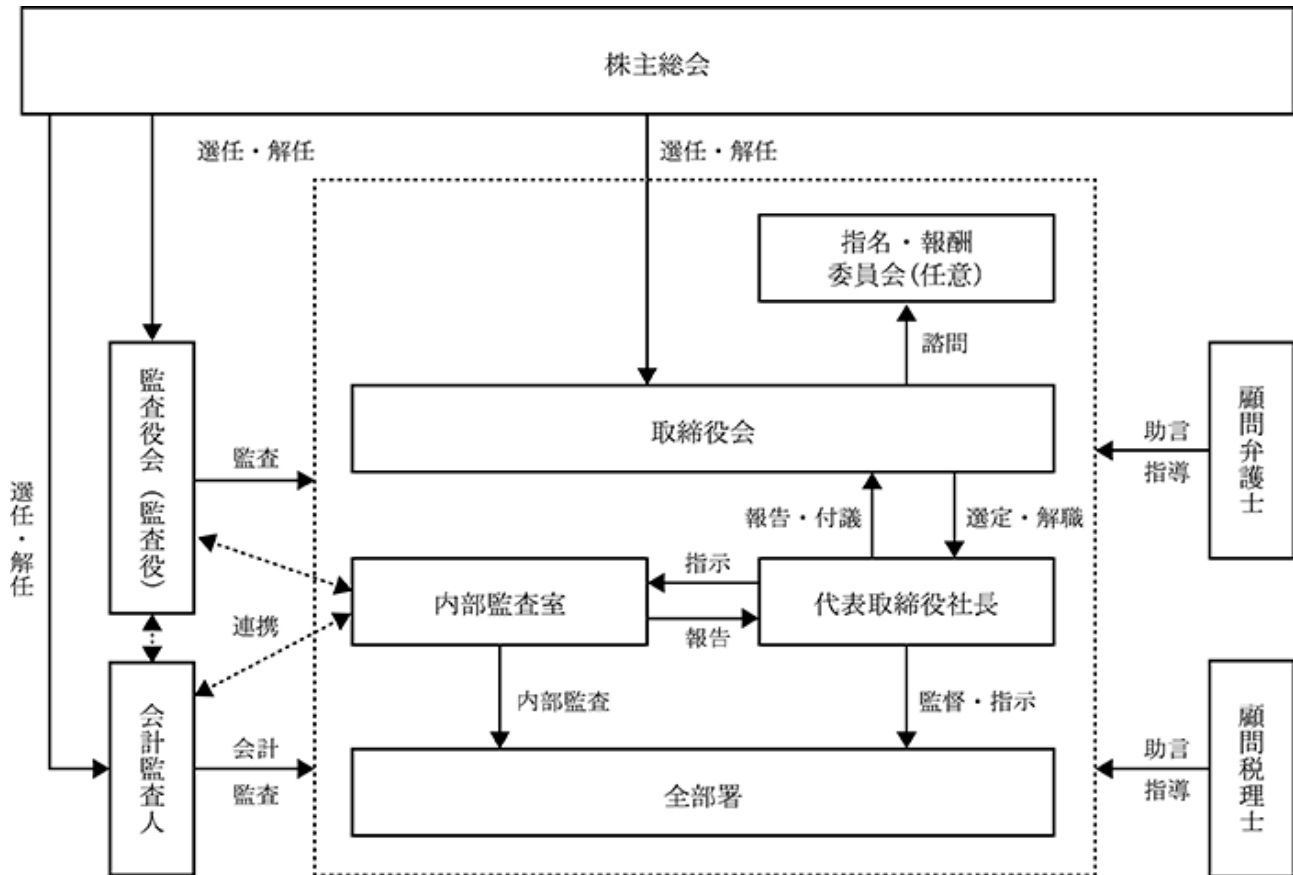 株主総会
選任・解任
選任・解任
指名・報酬
委員会(任意)
諮問
監査役会(監査役)
監査
取締役会
助言
指導
顧問弁護士
選任・解任
報告・付議
選定・解職
指示
内部監査室
代表取締役社長
報告
連携
内部監査
監督・指示
会計監査人
会計
監査
全部署
助言
指導
顧問税理士